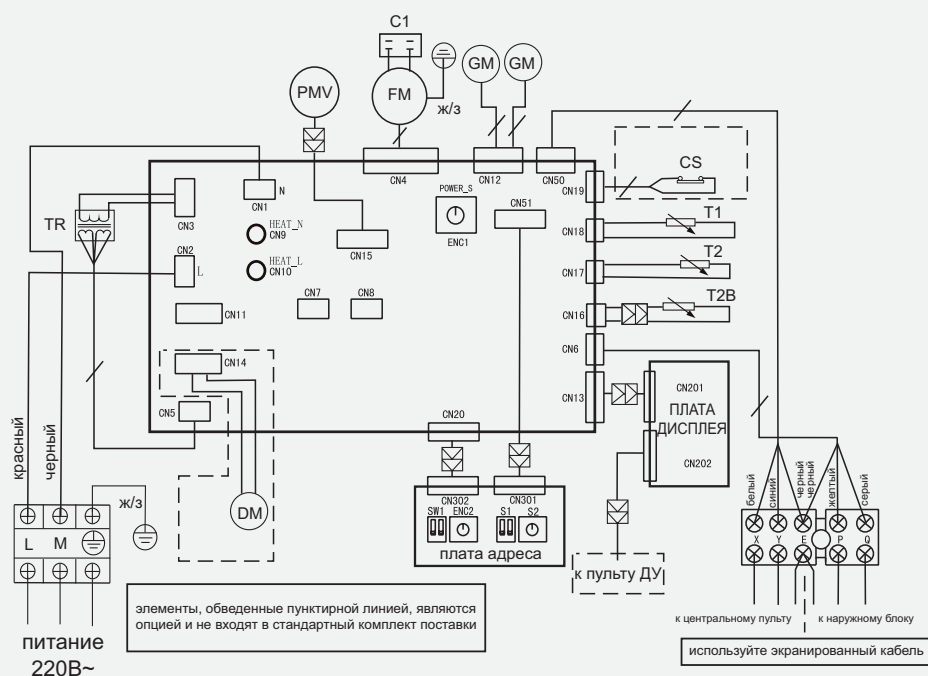 C1
GM
GM
PMV
FM
ж/з
CS
CN4
CN12
CN50
CN19
CN1
N
POWER_S
CN51
TR
CN3
HEAT_N
CN9
CN15
ENC1
CN18
T1
CN2
L
HEAT_L
CN10
CN17
T2
CN7
CN8
CN16
T2B
CN11
CN6
CN14
CN13
CN201
ПЛАТА
ДИСПЛЕЯ
CN5
CN20
CN202
красный
черный
CN302
CN301
SW1
ENC2
S1
S2
плата адреса
DM
ж/з
L
M
белый
синий
черный
черный
желтый
серый
X
Y
E
P
Q
к пульту ДУ
элементы, обведенные пунктирной линией, являются
опцией и не входят в стандартный комплект поставки
к центральному пульту
к наружному блоку
используйте экранированный кабель
питание
220В~